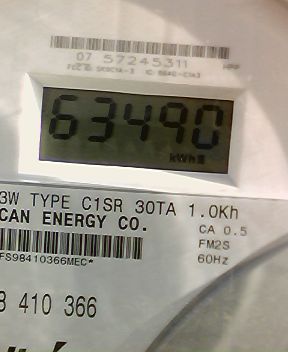 07 57245311
63490
kWh
3W TYPE C1SR 30TA 1.0Kh
CAN ENERGY CO.
CA 0.5
FM2S
60Hz
FS98410366MEC*
8 410 366